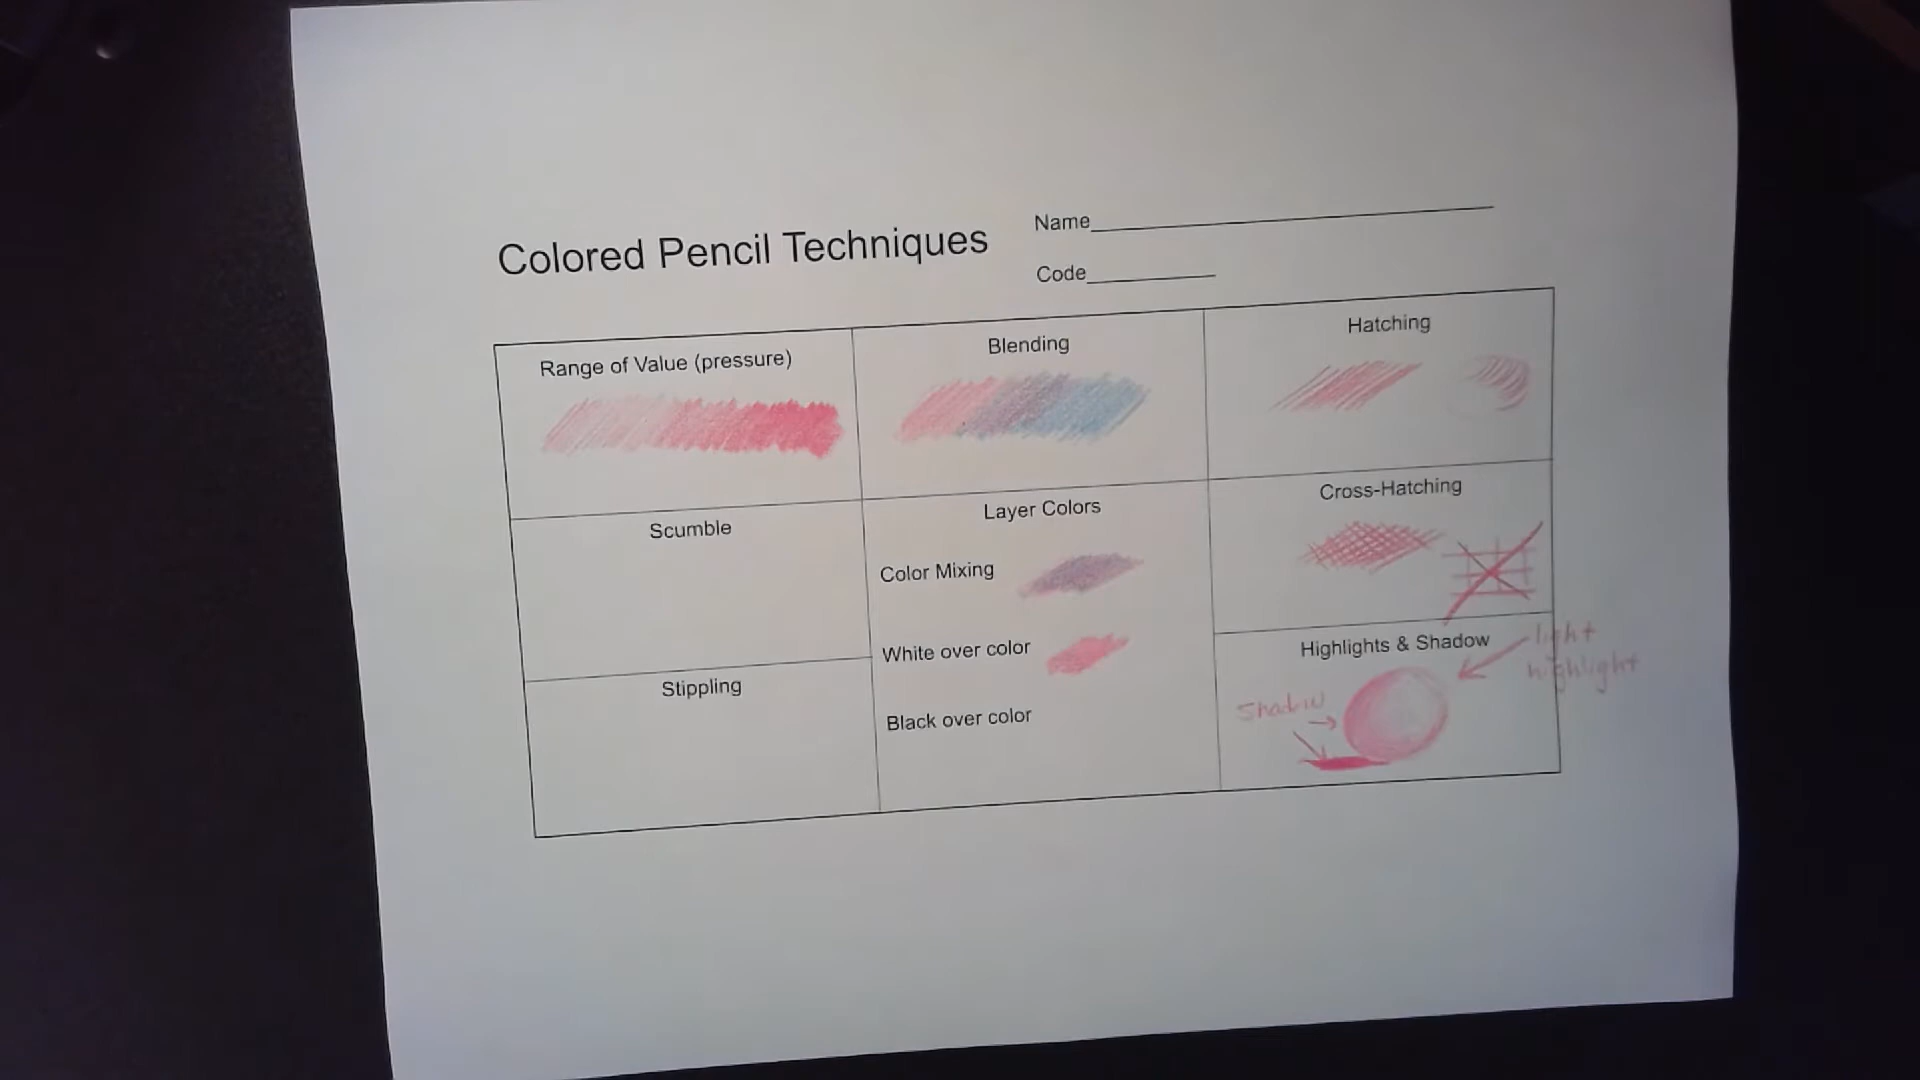 Colored Pencil Techniques
Name
Code
Range of Value (pressure)
Blending
Hatching
Scumble
Layer Colors
Cross-Hatching
Color Mixing
White over color
Black over color
Stippling
Highlights & Shadow
light
highlight
Shadow